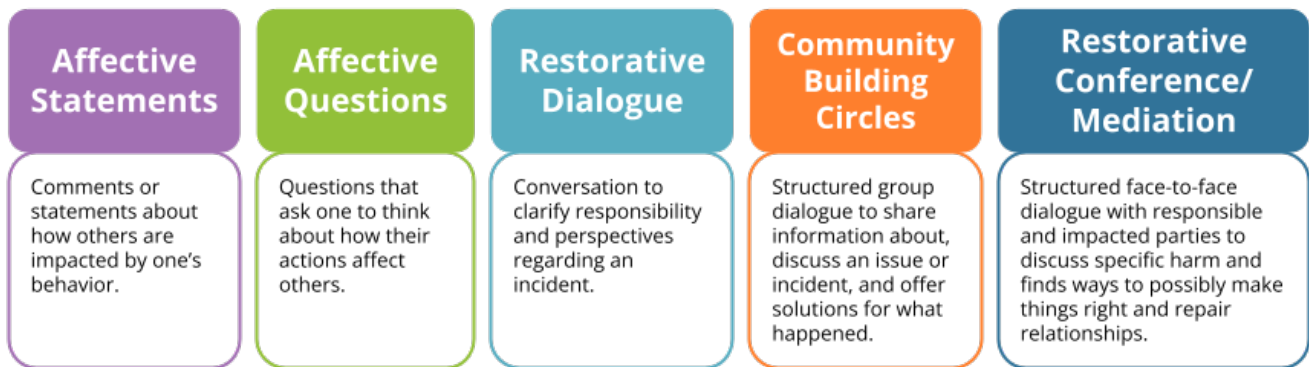 Affective
Statements
Comments or
statements about
how others are
impacted by one’s
behavior.
Affective
Questions
Questions that
ask one to think
about how their
actions affect
others.
Restorative
Dialogue
Conversation to
clarify responsibility
and perspectives
regarding an
incident.
Community
Building
Circles
Structured group
dialogue to share
information about,
discuss an issue or
incident, and offer
solutions for what
happened.
Restorative
Conference/
Mediation
Structured face-to-face
dialogue with responsible
and impacted parties to
discuss specific harm and
finds ways to possibly make
things right and repair
relationships.